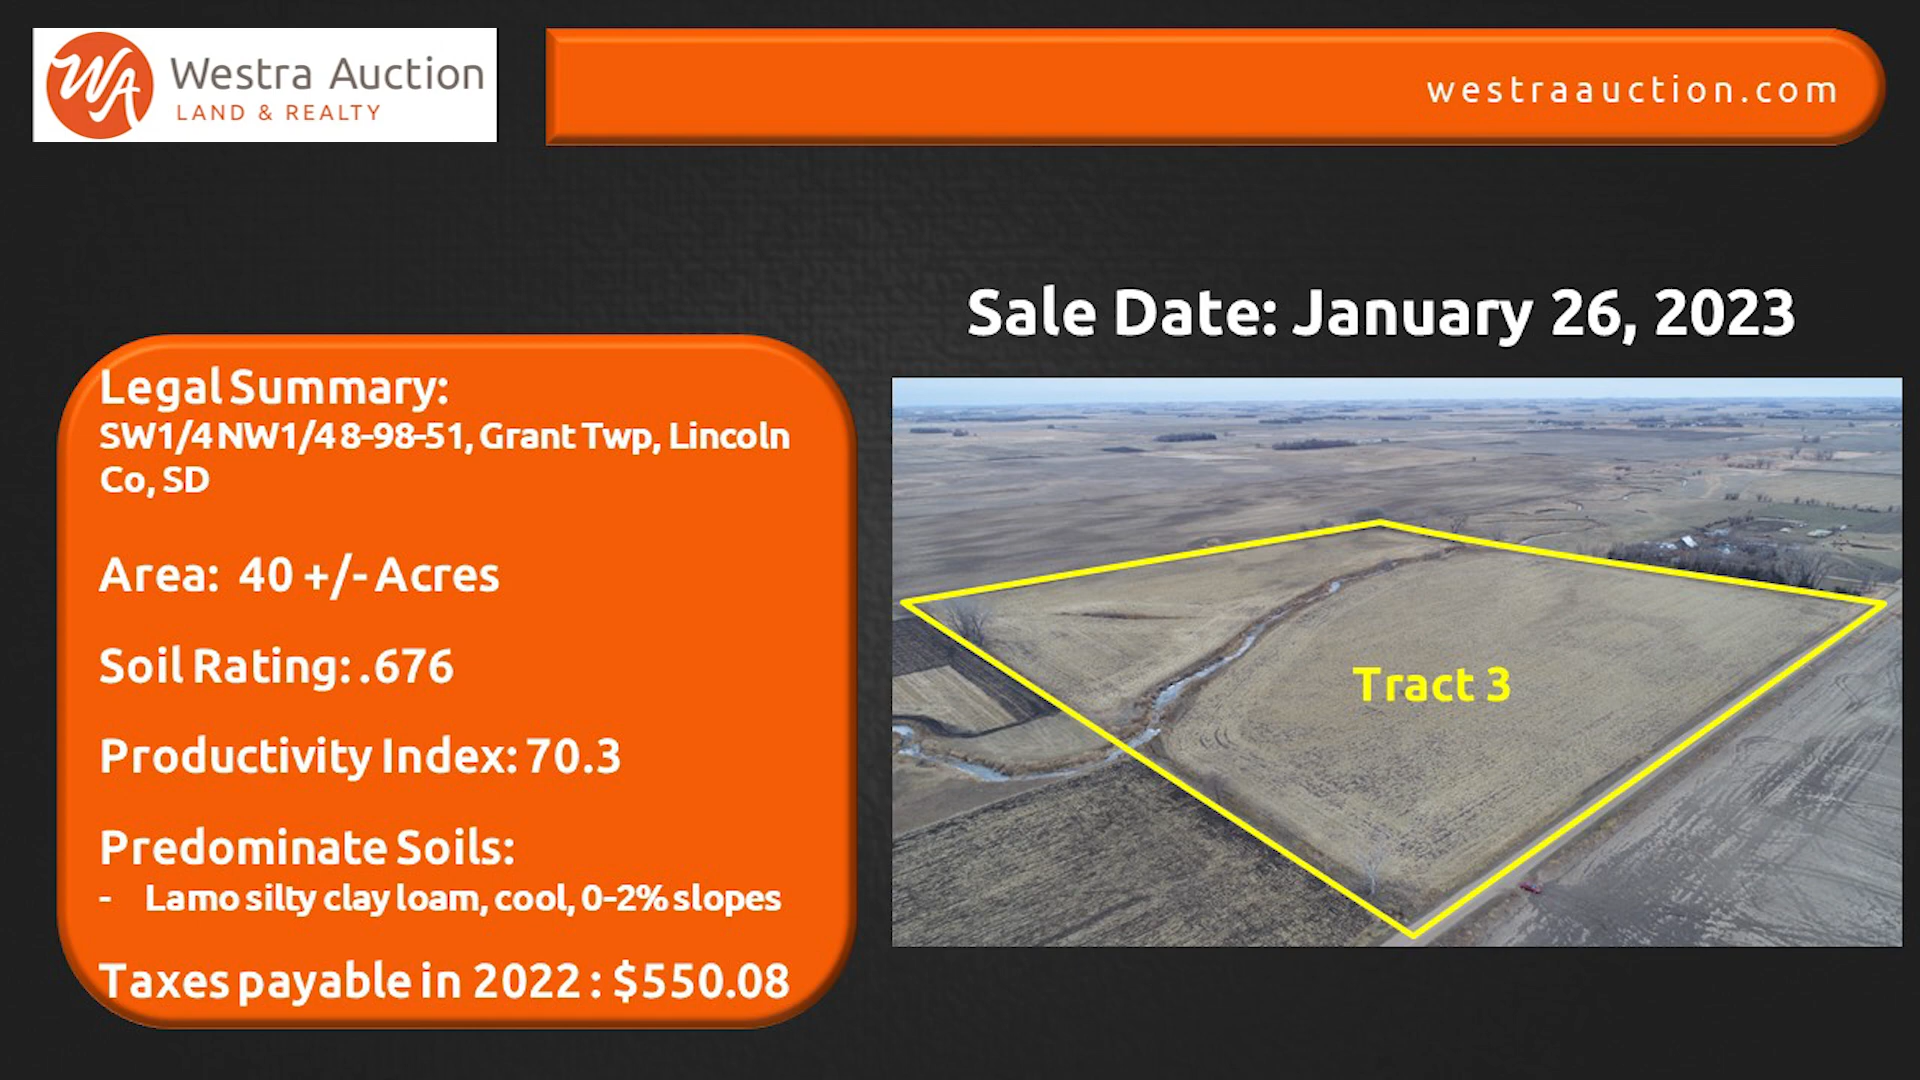 WA
Westra Auction
LAND & REALTY
westraauction.com
Sale Date: January 26, 2023
Legal Summary:
SW1/4 NW1/4 8-98-51, Grant Twp, Lincoln
Co, SD
Area: 40 +/- Acres
Soil Rating: .676
Productivity Index: 70.3
Predominate Soils:
- Lamo silty clay loam, cool, 0-2% slopes
Taxes payable in 2022 : $550.08
Tract 3